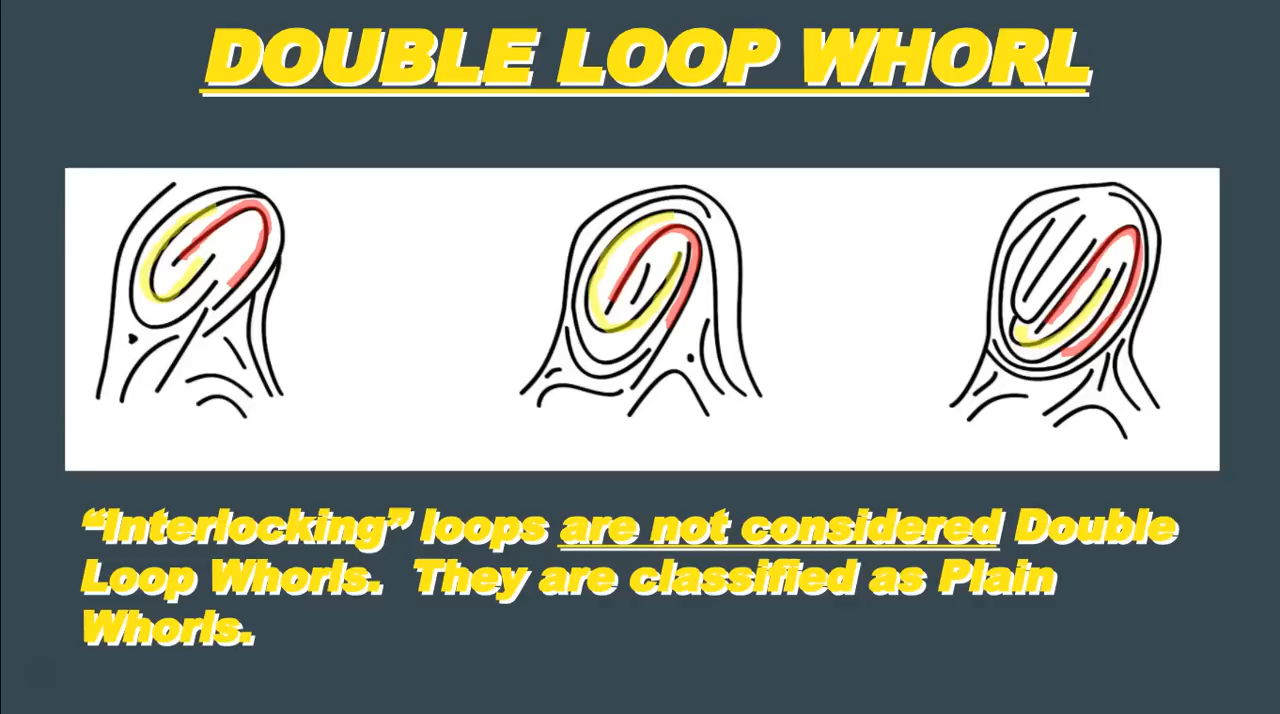 DOUBLE LOOP WHORL
“Interlocking” loops are not considered Double
Loop Whorls. They are classified as Plain
Whorls.